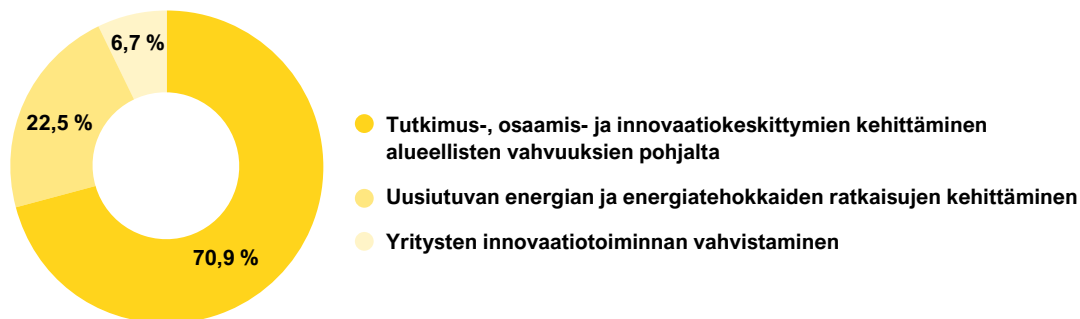 6,7 %
22,5 %
70,9 %
Tutkimus-, osaamis- ja innovaatiokeskittymien kehittäminen
alueellisten vahvuuksien pohjalta
Uusiutuvan energian ja energiatehokkaiden ratkaisujen kehittäminen
Yritysten innovaatiotoiminnan vahvistaminen